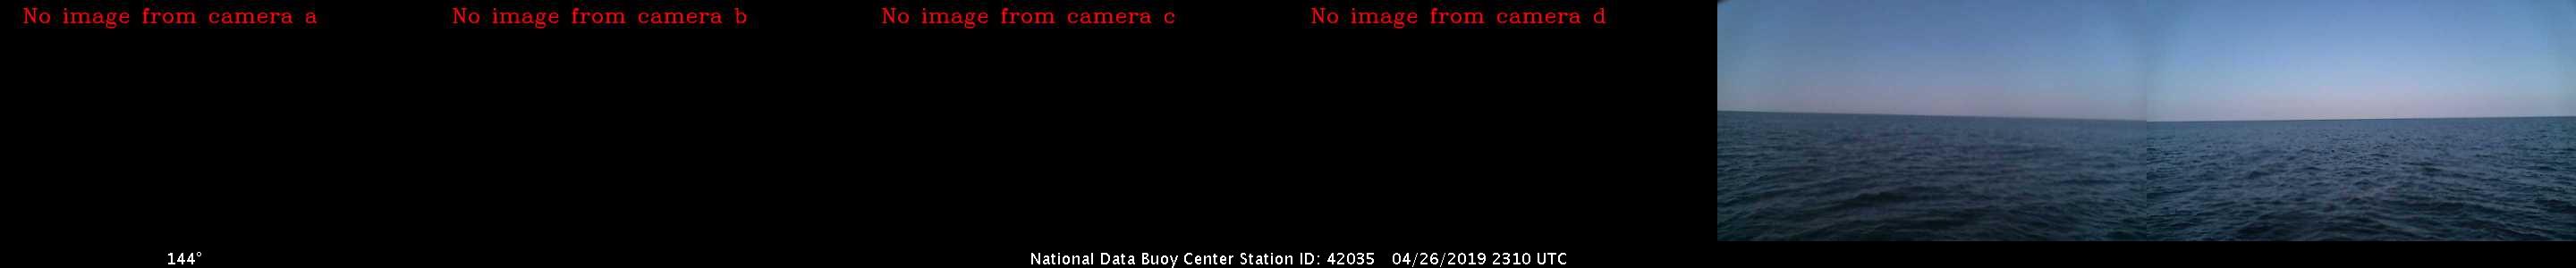 No image from camera a
No image from camera b
No image from camera c
No image from camera d
144°
National Data Buoy Center Station ID: 42035 04/26/2019 2310 UTC